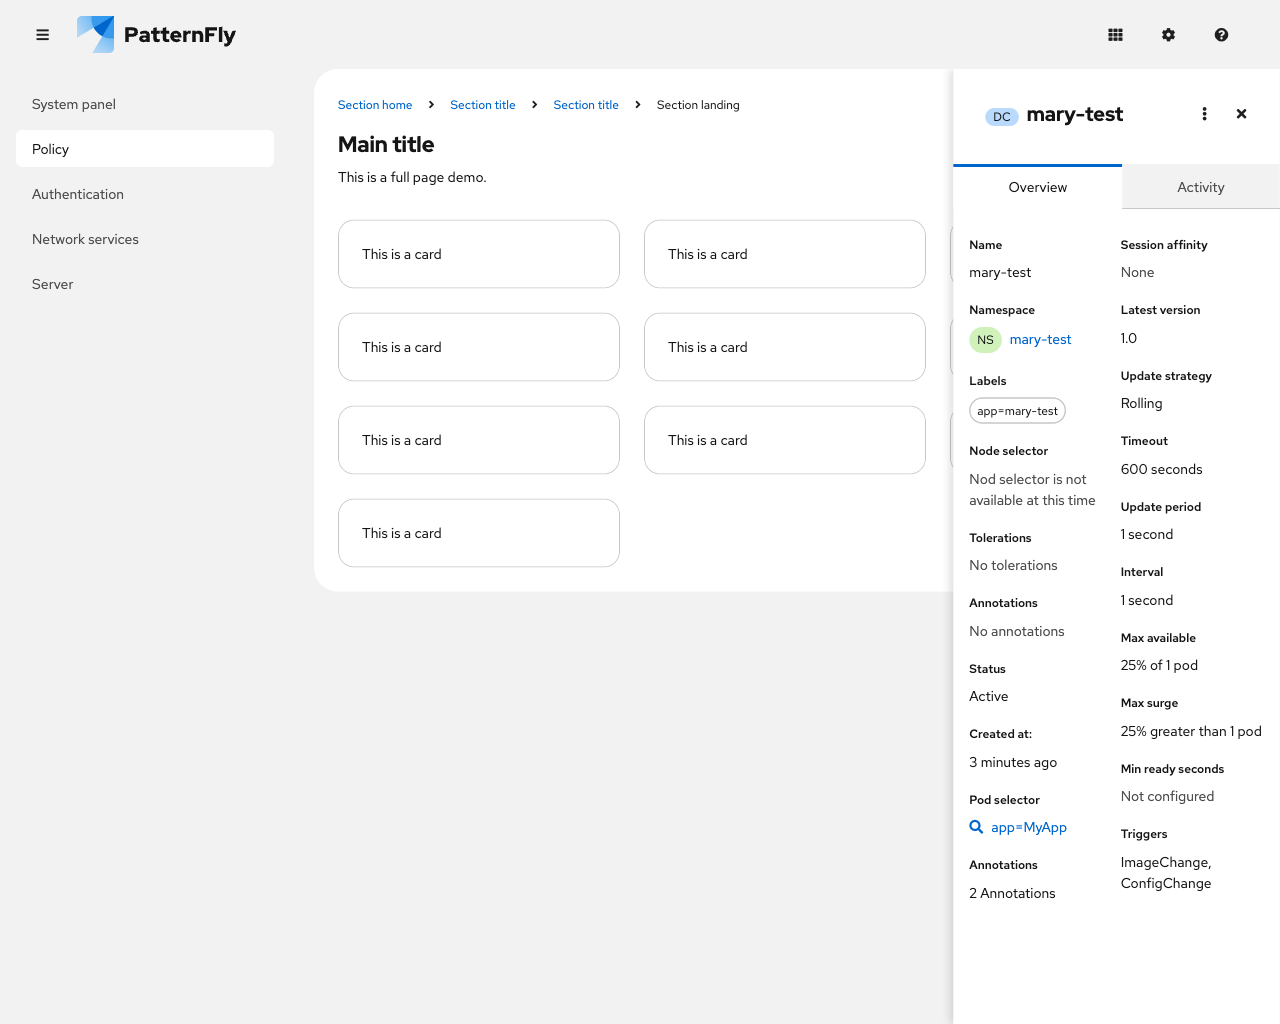 PatternFly
System panel
Policy
Authentication
Network services
Server
Section home
Section title
Section title
Section landing
Main title
This is a full page demo.
This is a card
This is a card
This is a card
This is a card
This is a card
This is a card
This is a card
DC
mary-test
Overview
Activity
Name
mary-test
Namespace
NS mary-test
Labels
app=mary-test
Node selector
Nod selector is not
available at this time
Tolerations
No tolerations
Annotations
No annotations
Status
Active
Created at:
3 minutes ago
Pod selector
app=MyApp
Annotations
2 Annotations
Session affinity
None
Latest version
1.0
Update strategy
Rolling
Timeout
600 seconds
Update period
1 second
Interval
1 second
Max available
25% of 1 pod
Max surge
25% greater than 1 pod
Min ready seconds
Not configured
Triggers
ImageChange,
ConfigChange